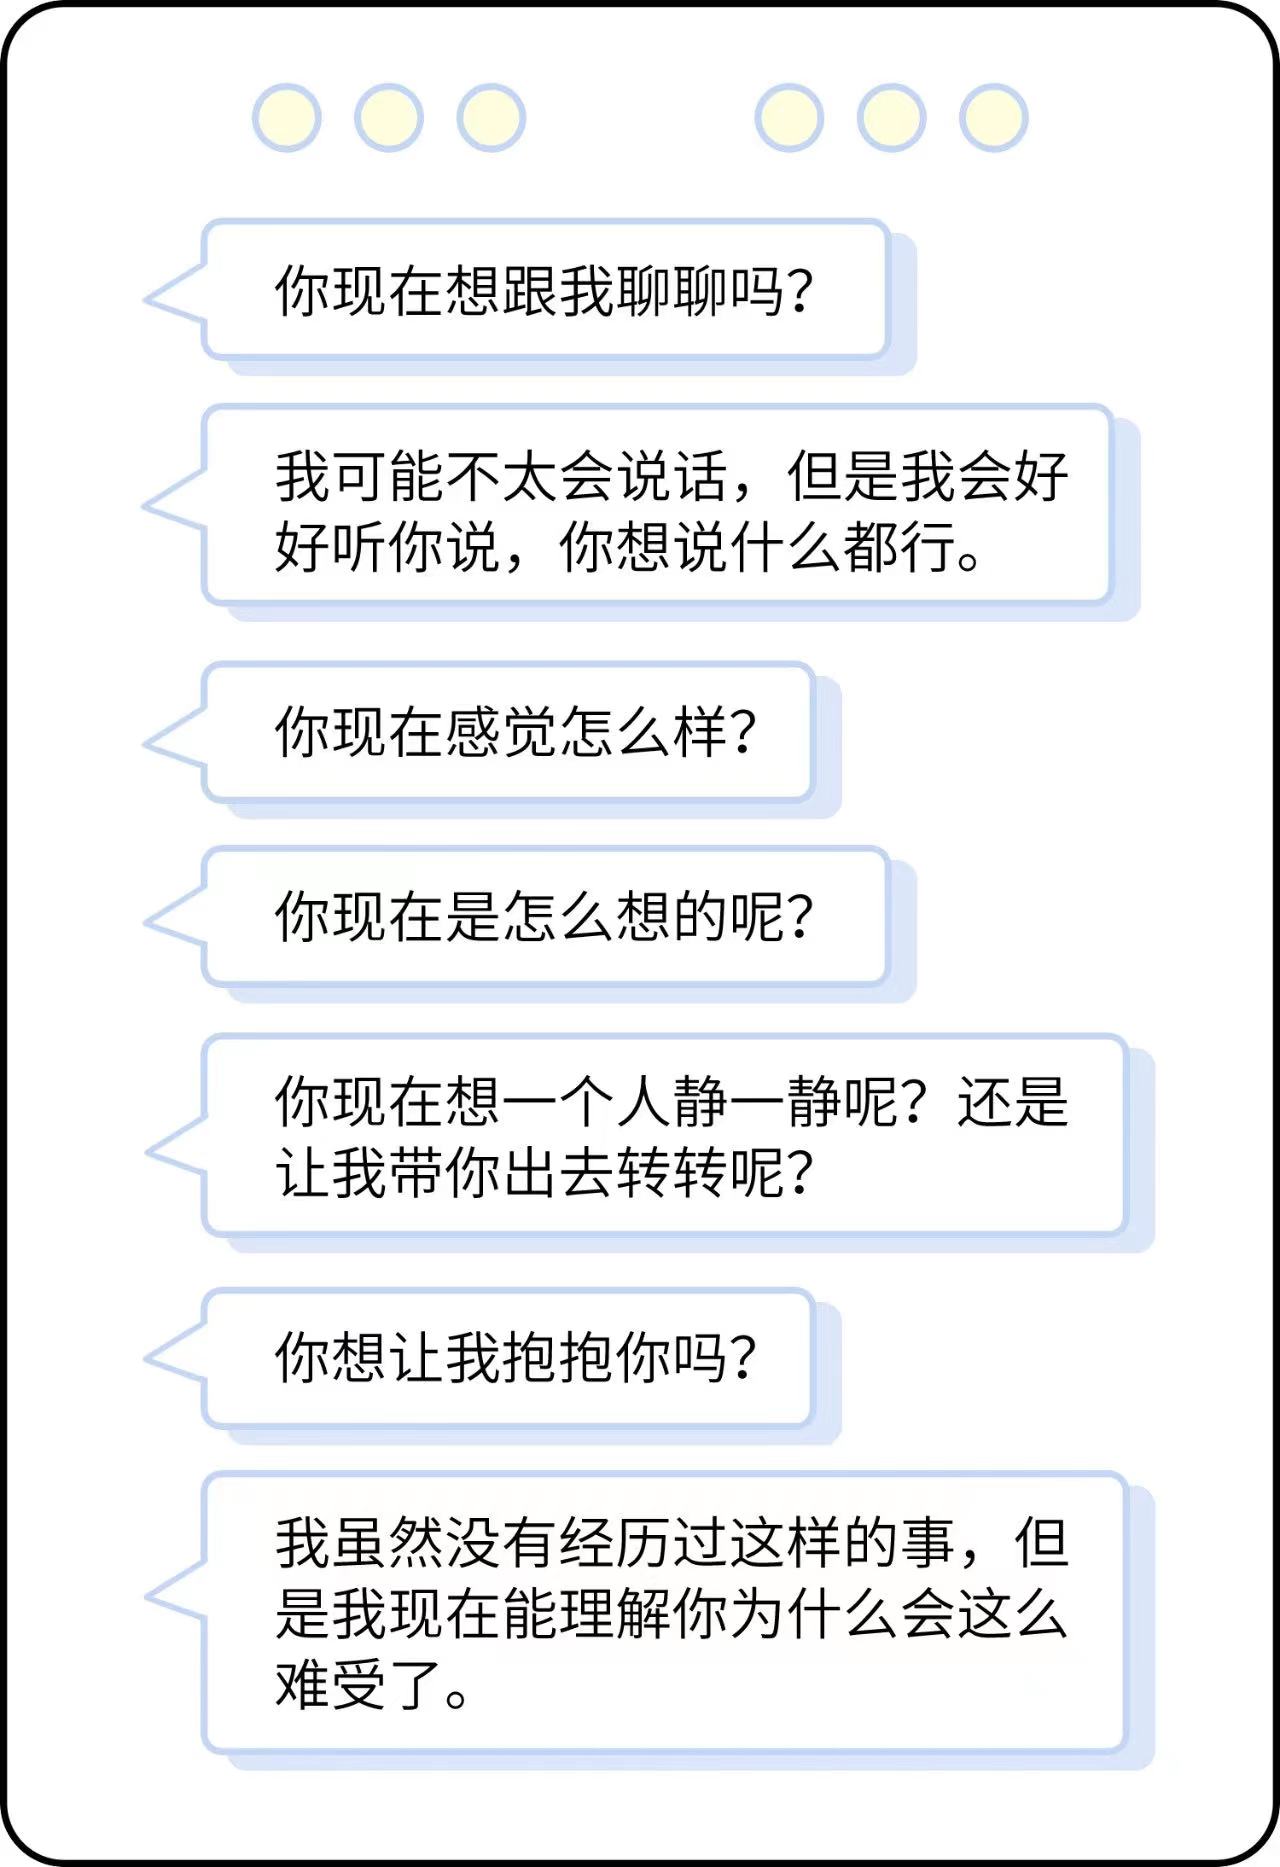 你现在想跟我聊聊吗？
我可能不太会说话，但是我会好
好听你说，你想说什么都行。
你现在感觉怎么样？
你现在是怎么想的呢？
你现在想一个人静一静呢？还是
让我带你出去转转呢？
你想让我抱抱你吗？
我虽然没有经历过这样的事，但
是我现在能理解你为什么会这么
难受了。